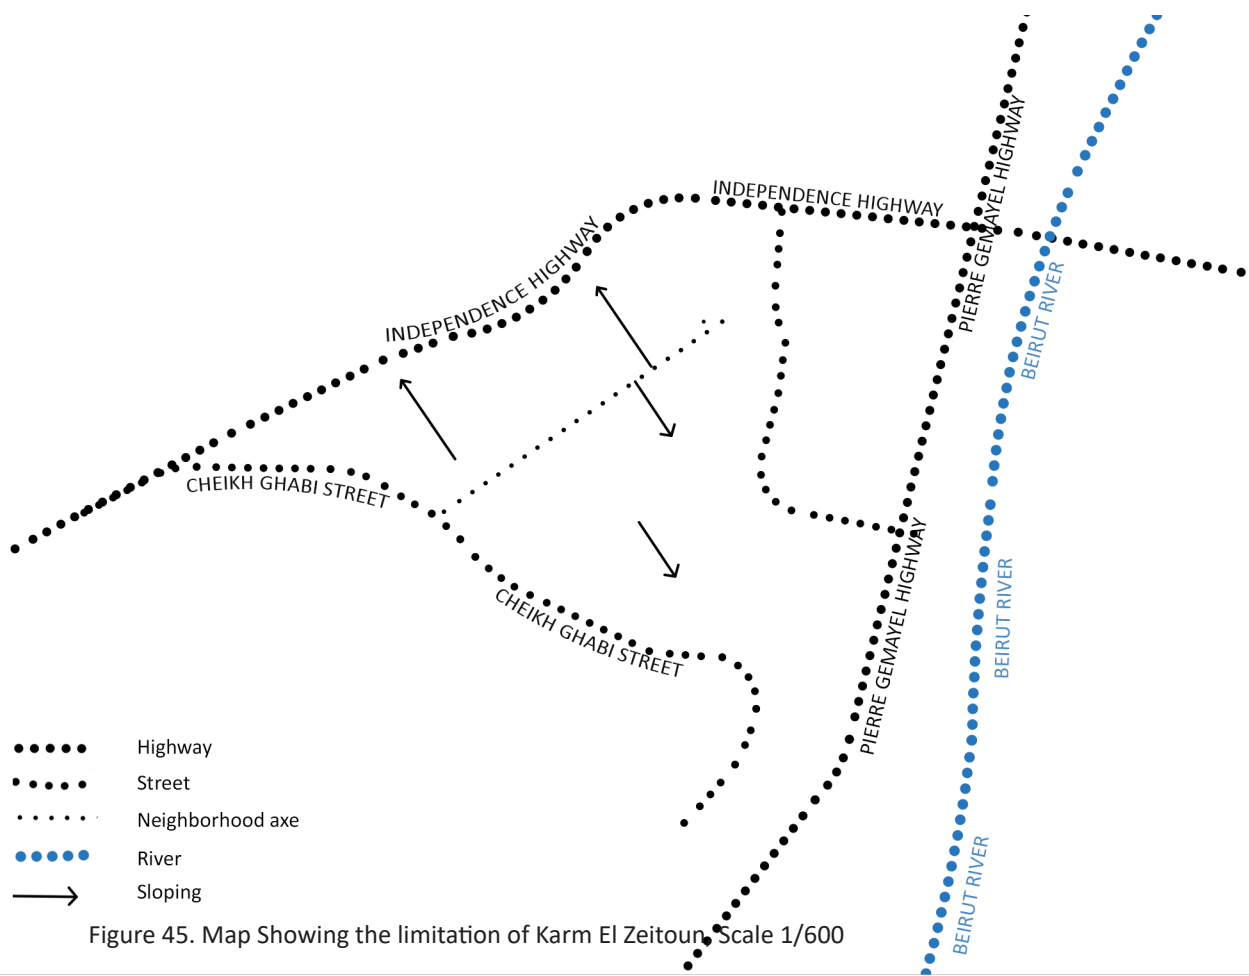 PIERRE GEMAYEL HIGHWAY
INDEPENDENCE HIGHWAY
INDEPENDENCE HIGHWAY
BEIRUT RIVER
CHEIKH GHABI STREET
PIERRE GEMAYEL HIGHWAY
BEIRUT RIVER
CHEIKH GHABI STREET
BEIRUT RIVER
Highway
Street
Neighborhood axe
River
Sloping
Figure 45. Map Showing the limitation of Karm El Zeitoun, Scale 1/600